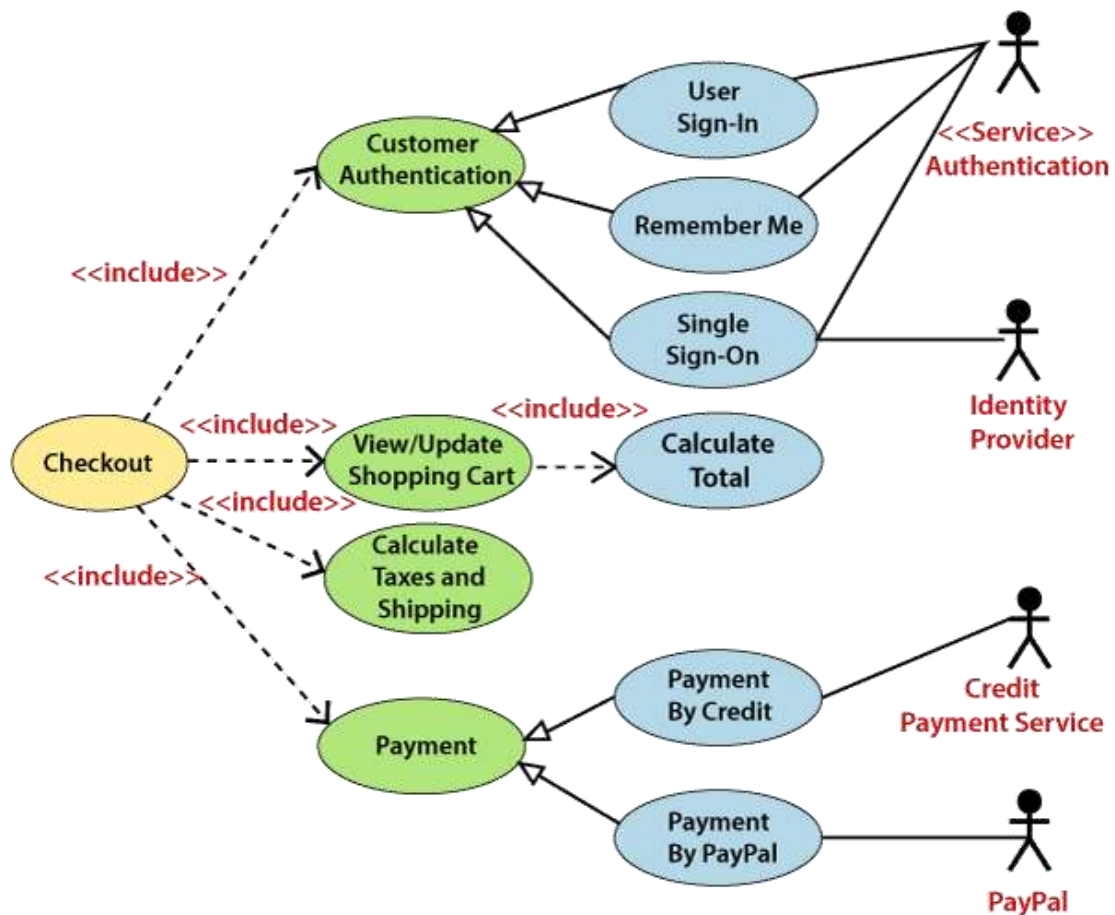 User
Sign-In
<<Service>>
Authentication
Customer
Authentication
Remember Me
<<include>>
Single
Sign-On
Identity
Provider
Checkout
<<include>>
View/Update
Shopping Cart
<<include>>
Calculate
Total
<<include>>
Calculate
Taxes and
Shipping
<<include>>
Payment
By Credit
Credit
Payment Service
Payment
Payment
By PayPal
PayPal